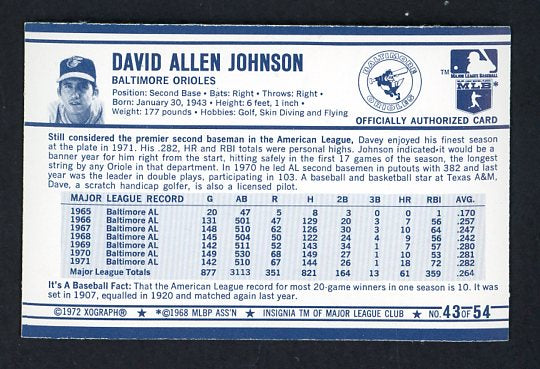 DAVID ALLEN JOHNSON
BALTIMORE ORIOLES
Position: Second Base • Bats: Right • Throws: Right •
Born: January 30, 1943 • Height: 6 feet, 1 inch •
Weight: 177 pounds • Hobbies: Golf, Skin Diving and Flying
BALTIMORE
ORIOLES
TM
MAJOR LEAGUE BASEBALL
MLB*
OFFICIALLY AUTHORIZED CARD
Still considered the premier second baseman in the American League, Davey enjoyed his finest season
at the plate in 1971. His .282, HR and RBI totals were personal highs. Johnson indicated it would be a
banner year for him right from the start, hitting safely in the first 17 games of the season, the longest
string by any Oriole in that department. In 1970 he led AL second basemen in putouts with 382 and last
year was the leader in double plays, participating in 103. A baseball and basketball star at Texas A&M,
Dave, a scratch handicap golfer, is also a licensed pilot.
MAJOR LEAGUE RECORD G AB R H 2B 3B HR RBI AVG.
1965 Baltimore AL 20 47 5 8 3 0 0 1 .170
1966 Baltimore AL 131 501 47 129 20 3 7 56 .257
1967 Baltimore AL 148 510 62 126 30 3 10 64 .247
1968 Baltimore AL 145 504 50 122 24 4 9 56 .242
1969 Baltimore AL 142 511 52 143 34 1 7 57 .280
1970 Baltimore AL 149 530 68 149 27 1 10 53 .281
1971 Baltimore AL 142 510 67 144 26 1 18 72 .282
Major League Totals 877 3113 351 821 164 13 61 359 .264
It's A Baseball Fact: That the American League record for most 20-game winners in one season is 10. It was
set in 1907, equalled in 1920 and matched again last year.
©1972 XOGRAPH® ★ *©1968 MLBP ASS'N ★ INSIGNIA TM OF MAJOR LEAGUE CLUB ★ NO. 43 OF 54